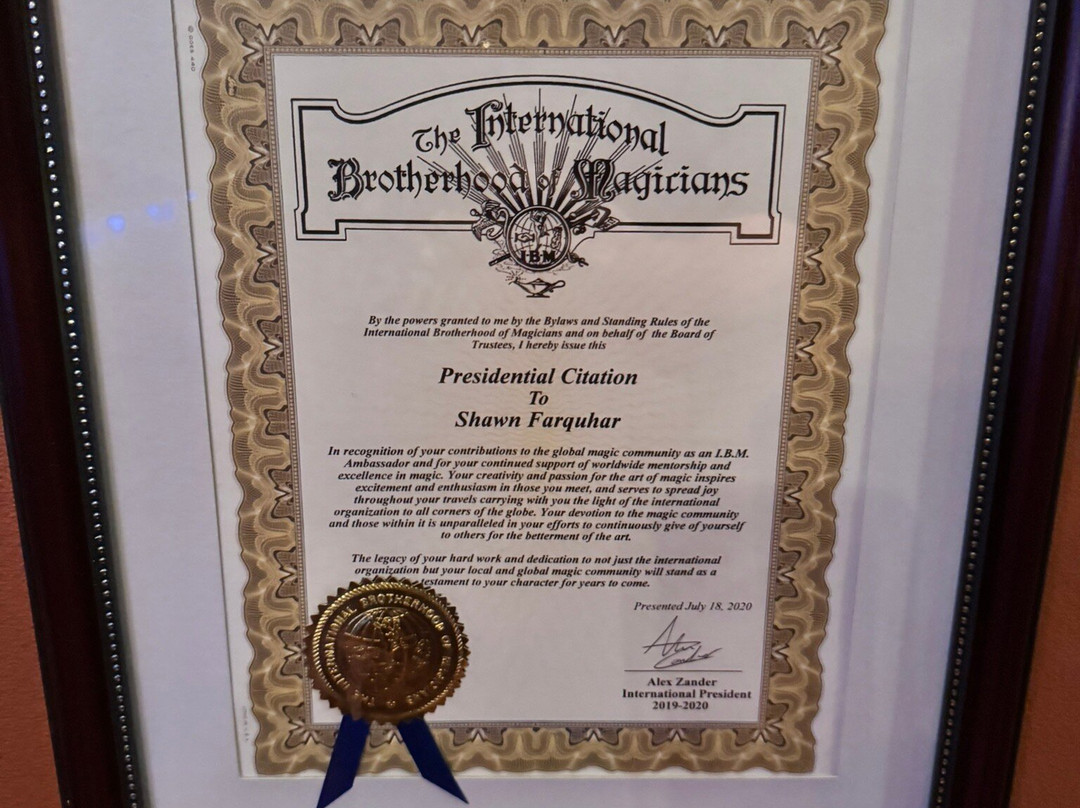 The International
Brotherhood of Magicians
I·B·M
By the powers granted to me by the Bylaws and Standing Rules of the
International Brotherhood of Magicians and on behalf of the Board of
Trustees, I hereby issue this
Presidential Citation
To
Shawn Farquhar
In recognition of your contributions to the global magic community as an I.B.M.
Ambassador and for your continued support of worldwide mentorship and
excellence in magic. Your creativity and passion for the art of magic inspires
excitement and enthusiasm in those you meet, and serves to spread joy
throughout your travels carrying with you the light of the international
organization to all corners of the globe. Your devotion to the magic community
and those within it is unparalleled in your efforts to continuously give of yourself
to others for the betterment of the art.
The legacy of your hard work and dedication to not just the international
organization but your local and global magic community will stand as a
testament to your character for years to come.
Presented July 18, 2020
Alex Zander
International President
2019-2020
INTERNATIONAL BROTHERHOOD OF